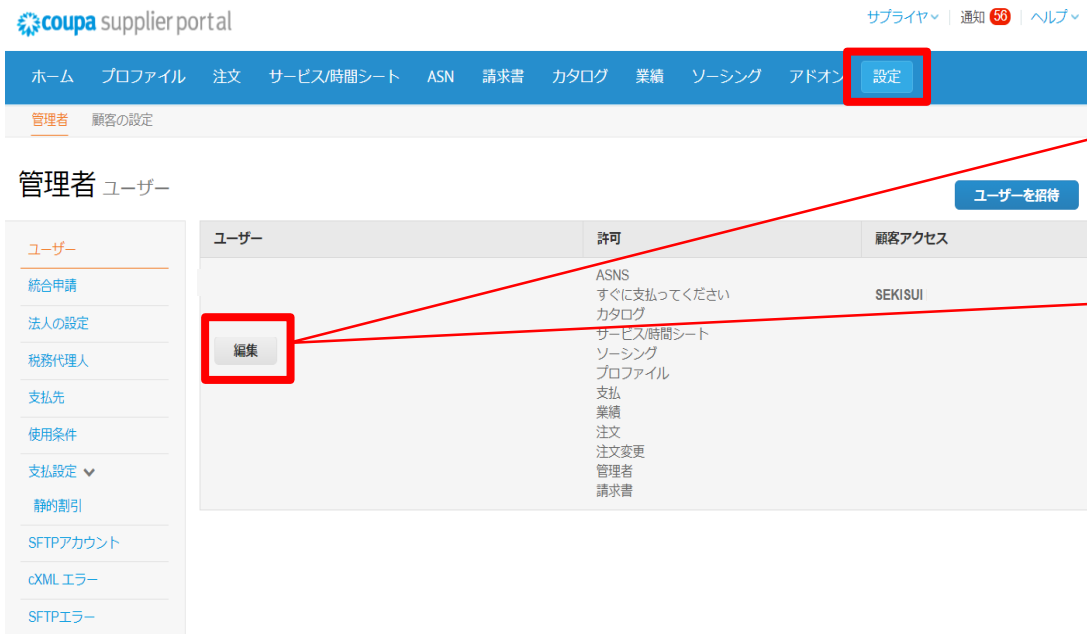 coupa supplier portal
サプライヤ 通知 56 ヘルプ
ホーム プロファイル 注文 サービス/時間シート ASN 請求書 カタログ 業績 ソーシング アドオン 設定
管理者 顧客の設定
管理者 ユーザー
ユーザーを招待
ユーザー
統合申請
法人の設定
税務代理人
支払先
使用条件
支払設定
静的割引
SFTPアカウント
cXML エラー
SFTPエラー
ユーザー 許可 顧客アクセス
編集
ASNS
すぐに支払ってください
カタログ
サービス/時間シート
ソーシング
プロファイル
支払
業績
注文
注文変更
管理者
請求書
SEKISUI